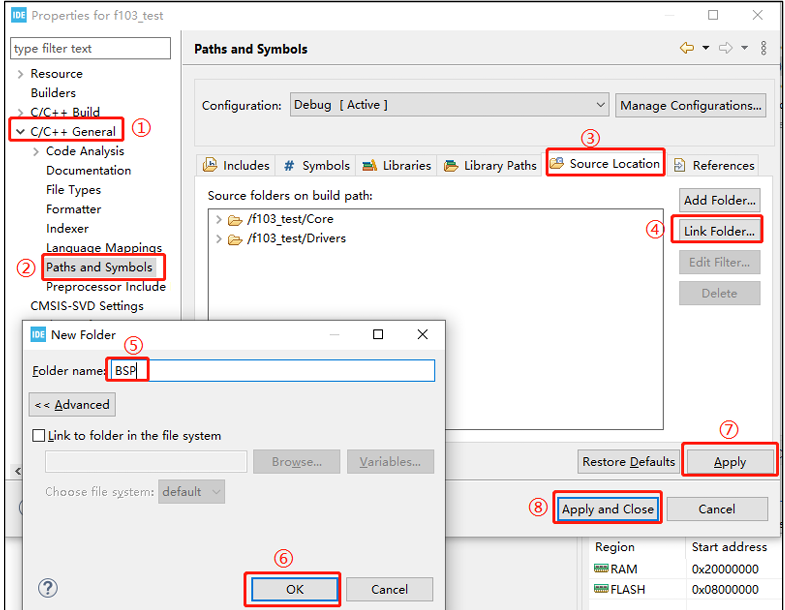 IDE Properties for f103_test
type filter text
Resource
Builders
C/C++ Build
C/C++ General ①
Code Analysis
Documentation
File Types
Formatter
Indexer
Language Mappings
② Paths and Symbols
Preprocessor Include
CMSIS-SVD Settings
Paths and Symbols
Configuration: Debug [ Active ] Manage Configurations...
③
Includes # Symbols Libraries Library Paths Source Location References
Source folders on build path:
/f103_test/Core
/f103_test/Drivers
Add Folder...
④ Link Folder...
Edit Filter...
Delete
IDE New Folder
⑤
Folder name: BSP
<< Advanced
Link to folder in the file system
Browse... Variables...
Choose file system: default
⑥
? OK Cancel
⑦
Restore Defaults Apply
⑧ Apply and Close Cancel
Region Start address
RAM 0x20000000
FLASH 0x08000000